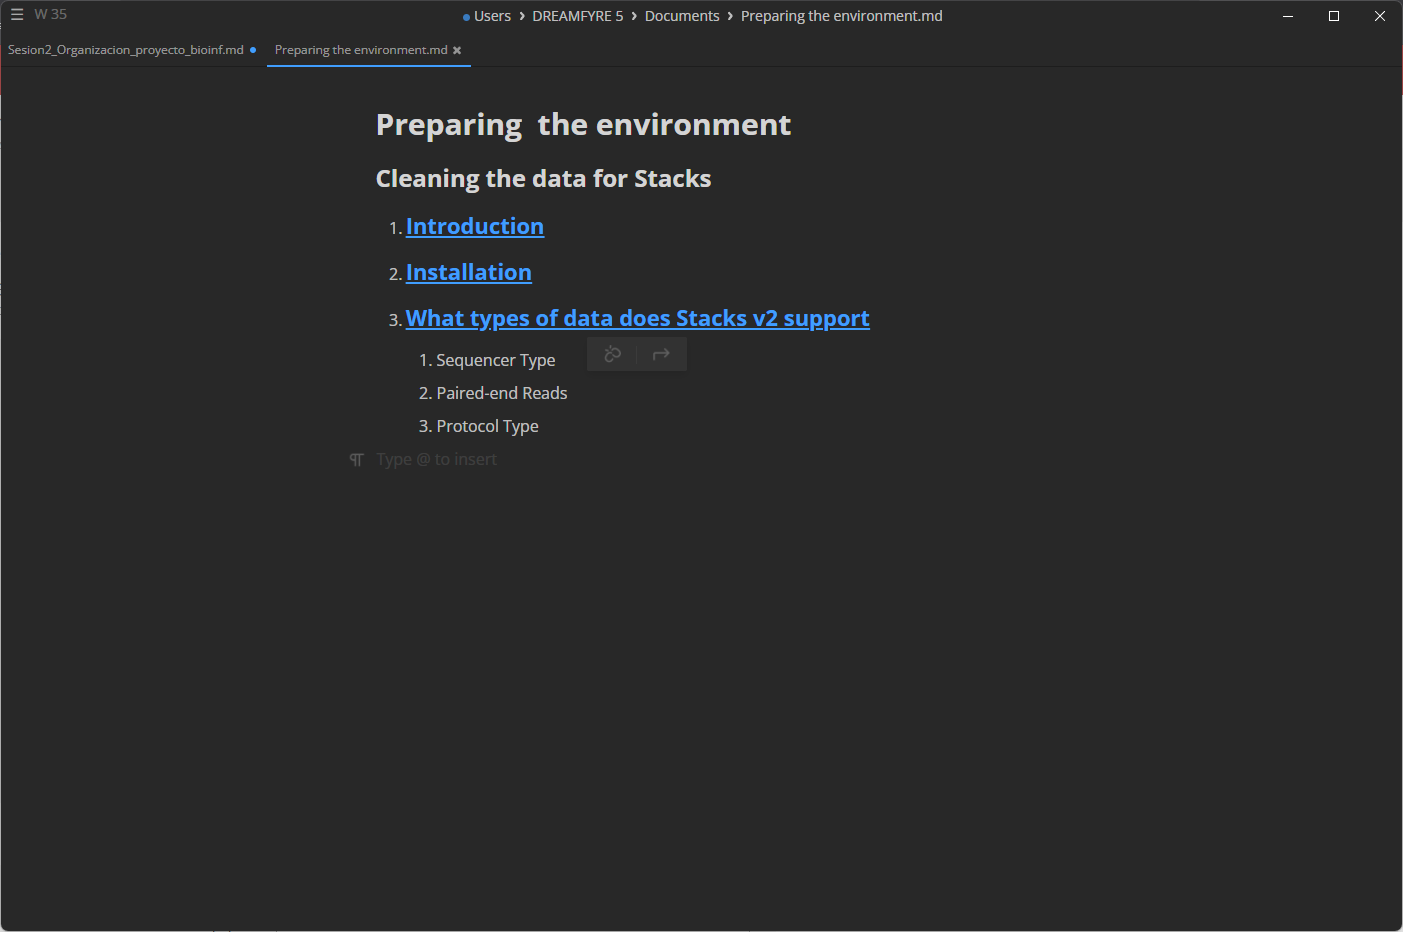 W 35
Users › DREAMFYRE 5 › Documents › Preparing the environment.md
Sesion2_Organizacion_proyecto_bioinf.md
Preparing the environment.md
Preparing  the environment
Cleaning the data for Stacks
1. Introduction
2. Installation
3. What types of data does Stacks v2 support
1. Sequencer Type
2. Paired-end Reads
3. Protocol Type
¶ Type @ to insert